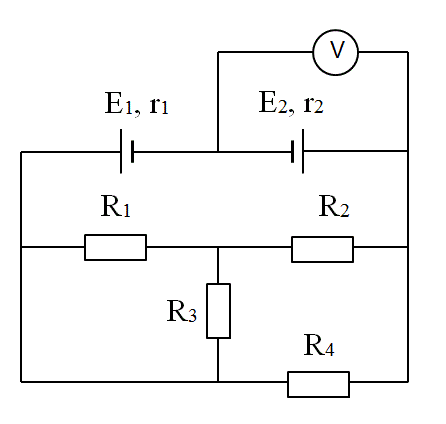 V
E1, r1
E2, r2
R1
R2
R3
R4